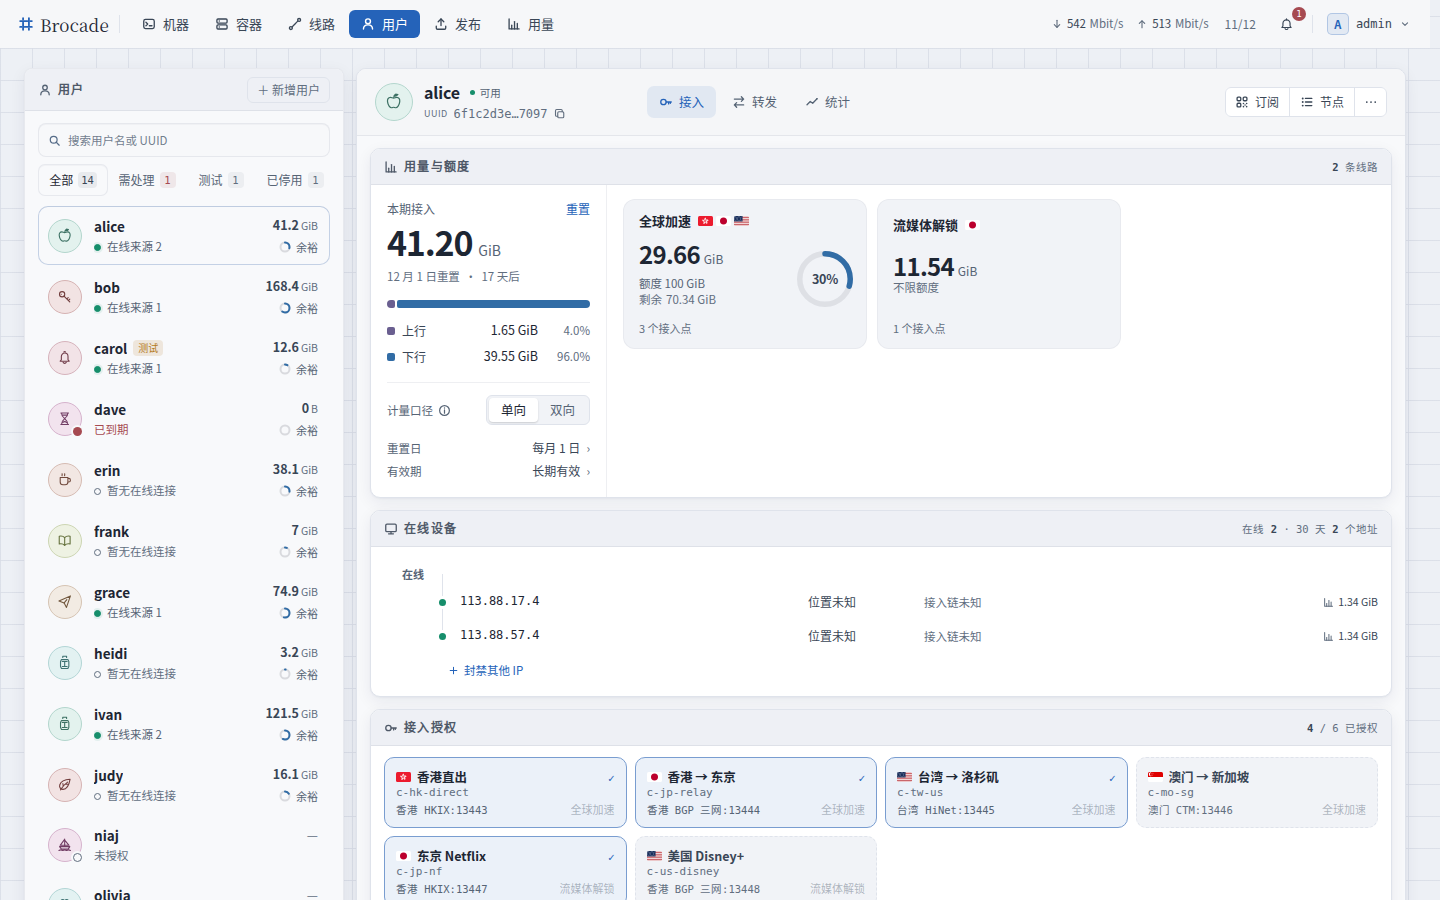 Brocade 机器 容器 线路 用户 发布 用量 542 Mbit/s 513 Mbit/s 11/12 1 A admin
用户 新增用户
搜索用户名或 UUID
全部 14 需处理 1 测试 1 已停用 1
alice 41.2 GiB
在线来源 2 余裕
bob 168.4 GiB
在线来源 1 余裕
carol 测试 12.6 GiB
在线来源 1 余裕
dave 0 B
已到期 余裕
erin 38.1 GiB
暂无在线连接 余裕
frank 7 GiB
暂无在线连接 余裕
grace 74.9 GiB
在线来源 1 余裕
heidi 3.2 GiB
暂无在线连接 余裕
ivan 121.5 GiB
在线来源 2 余裕
judy 16.1 GiB
暂无在线连接 余裕
niaj —
未授权
olivia —
alice 可用
UUID 6f1c2d3e…7097
接入 转发 统计
订阅 节点 ···
用量与额度 2 条线路
本期接入 重置
41.20 GiB
12 月 1 日重置 · 17 天后
上行 1.65 GiB 4.0%
下行 39.55 GiB 96.0%
计量口径 单向 双向
重置日 每月 1 日 ›
有效期 长期有效 ›
全球加速
29.66 GiB
额度 100 GiB
剩余 70.34 GiB
30%
3 个接入点
流媒体解锁
11.54 GiB
不限额度
1 个接入点
在线设备 在线 2 · 30 天 2 个地址
在线
113.88.17.4 位置未知 接入链未知 1.34 GiB
113.88.57.4 位置未知 接入链未知 1.34 GiB
封禁其他 IP
接入授权 4 / 6 已授权
香港直出 ✓
c-hk-direct
香港 HKIX:13443 全球加速
香港 → 东京 ✓
c-jp-relay
香港 BGP 三网:13444 全球加速
台湾 → 洛杉矶 ✓
c-tw-us
台湾 HiNet:13445 全球加速
澳门 → 新加坡
c-mo-sg
澳门 CTM:13446 全球加速
东京 Netflix ✓
c-jp-nf
香港 HKIX:13447 流媒体解锁
美国 Disney+
c-us-disney
香港 BGP 三网:13448 流媒体解锁